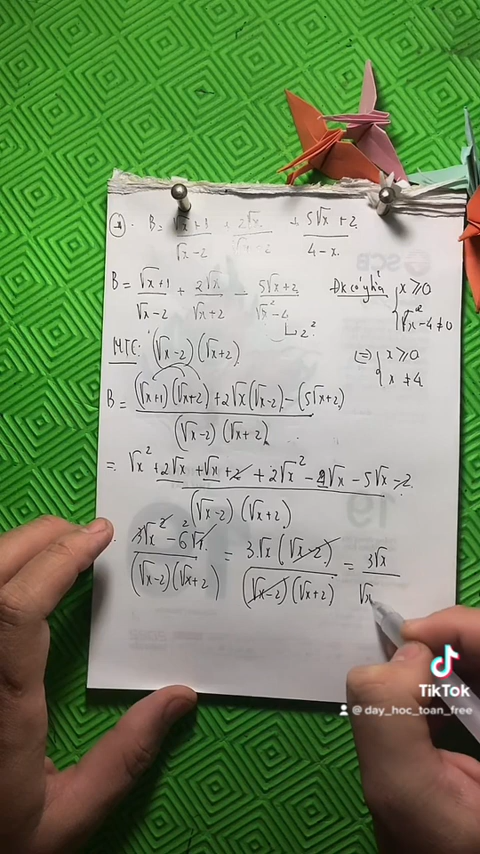 4. B = √x+1/√x-2 + 2√x/√x+2 + 5√x+2/4-x
B = √x+1/√x-2 + 2√x/√x+2 - 5√x+2/√x²-4 ĐK có nghĩa { x ≥ 0
√x²-4 ≠ 0
2²
MTC: (√x-2)(√x+2)
(=) { x ≥ 0
x ≠ 4
B = (√x+1)(√x+2)+2√x(√x-2)-(5√x+2)
(√x-2)(√x+2)
= √x² + 2√x + √x + 2 + 2√x² - 4√x - 5√x - 2
(√x-2)(√x+2)
3√x² - 6√x/(√x-2)(√x+2) = 3.√x(√x-2)/(√x-2)(√x+2) = 3√x/√x
TikTok
@day_hoc_toan_free